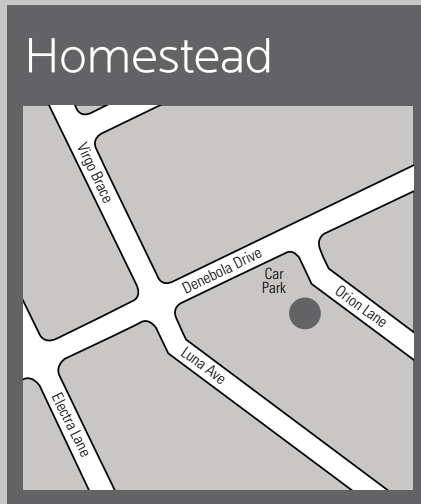 Homestead
Virgo Brace
Denebola Drive
Car
Park
Orion Lane
Luna Ave
Electra Lane